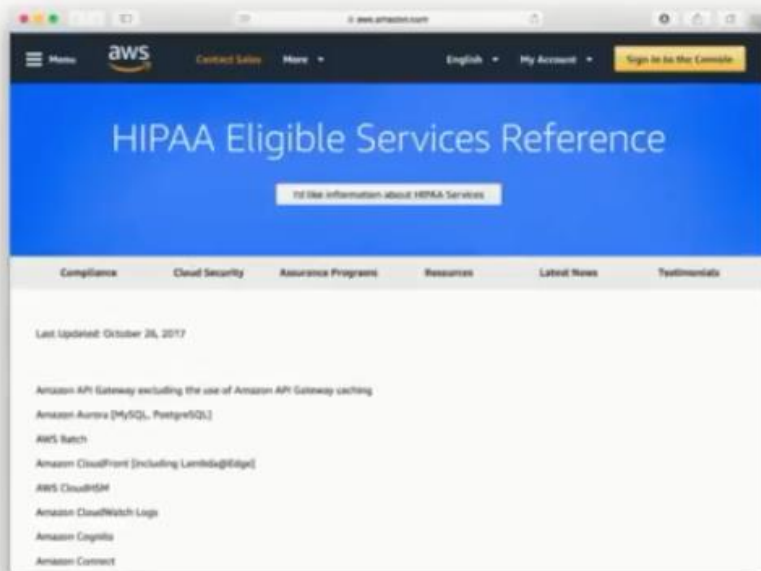 aws.amazon.com
Menu aws Contact Sales More English My Account Sign In to the Console
HIPAA Eligible Services Reference
I'd like information about HIPAA Services
Compliance Cloud Security Assurance Programs Resources Latest News Testimonials
Last Updated: October 26, 2017
Amazon API Gateway excluding the use of Amazon API Gateway caching
Amazon Aurora [MySQL, PostgreSQL]
AWS Batch
Amazon CloudFront [including Lambda@Edge]
AWS CloudHSM
Amazon CloudWatch Logs
Amazon Cognito
Amazon Connect